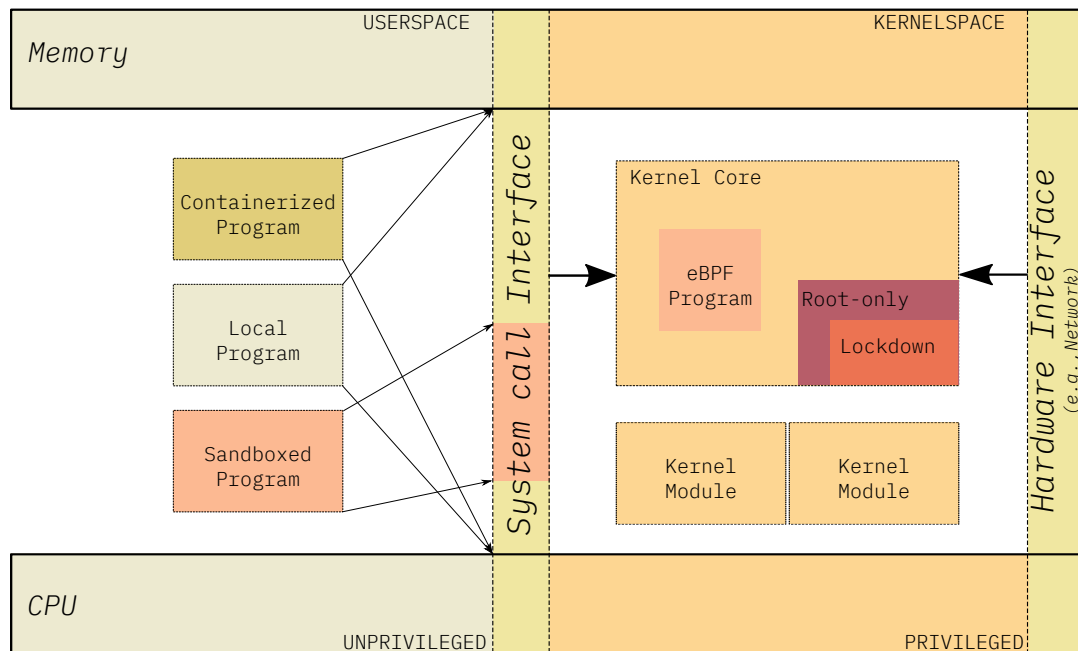 USERSPACE
KERNELSPACE
Memory
Containerized
Program
Local
Program
Sandboxed
Program
System call Interface
Kernel Core
eBPF
Program
Root-only
Lockdown
Kernel
Module
Kernel
Module
Hardware Interface
(e.g., Network)
CPU
UNPRIVILEGED
PRIVILEGED